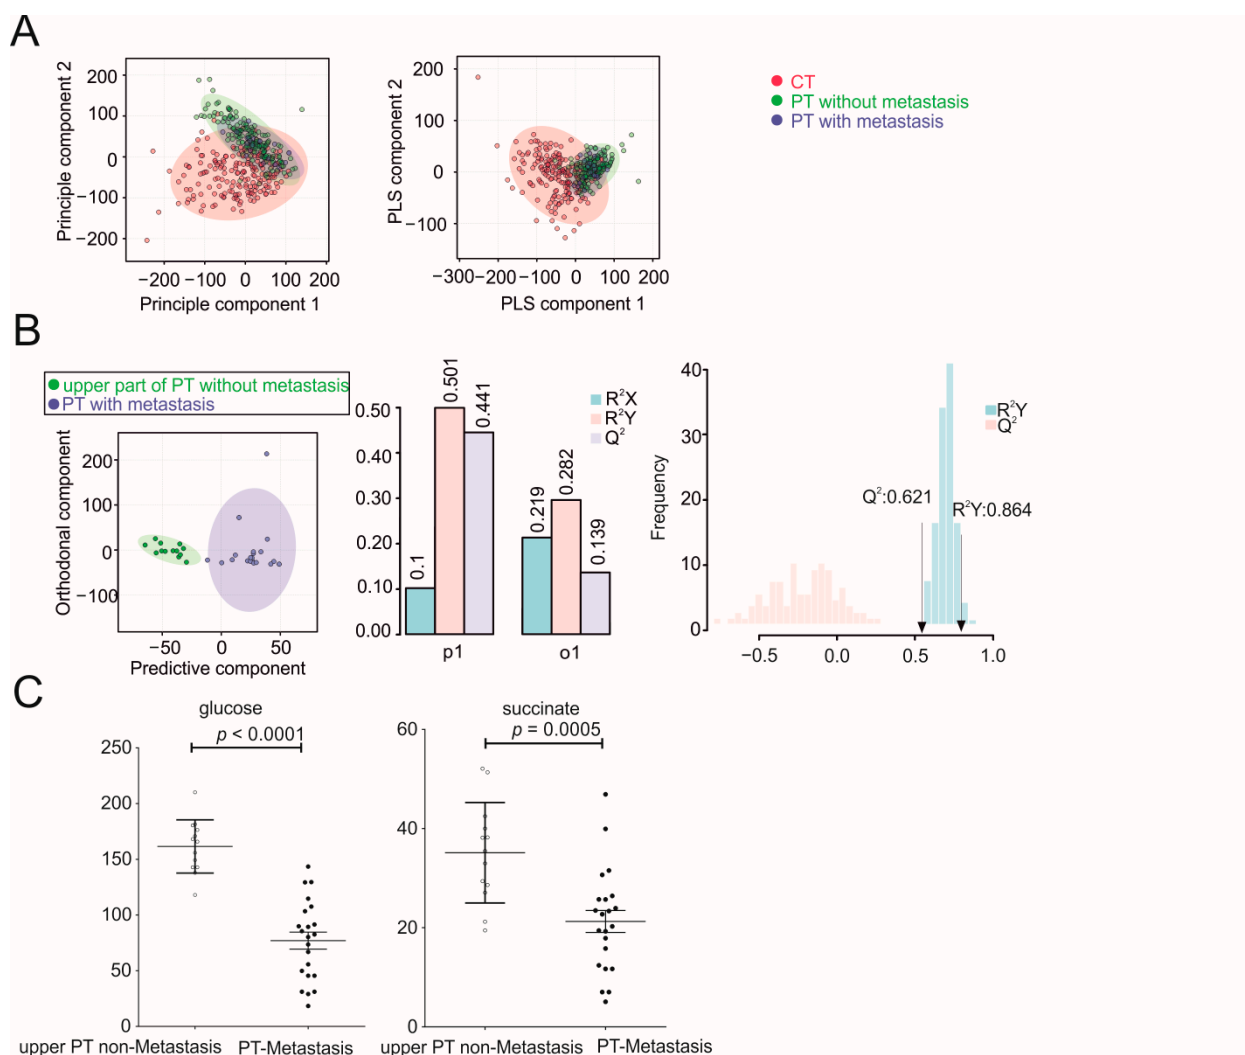 A
Principle component 2
200
100
0
−100
−200
−200 −100 0 100 200
Principle component 1
PLS component 2
200
100
0
−100
−300−200 −100 0 100 200
PLS component 1
CT
PT without metastasis
PT with metastasis
B
upper part of PT without metastasis
PT with metastasis
Orthodonal component
200
100
0
−100
−50 0 50
Predictive component
0.50
0.40
0.30
0.20
0.10
0.00
0.1
0.501
0.441
0.219
0.282
0.139
p1 o1
R²X
R²Y
Q²
Frequency
40
30
20
10
0
Q²:0.621
R²Y:0.864
R²Y
Q²
−0.5 0.0 0.5 1.0
C
glucose
p < 0.0001
250
200
150
100
50
0
upper PT non-Metastasis PT-Metastasis
succinate
p = 0.0005
60
40
20
0
upper PT non-Metastasis PT-Metastasis